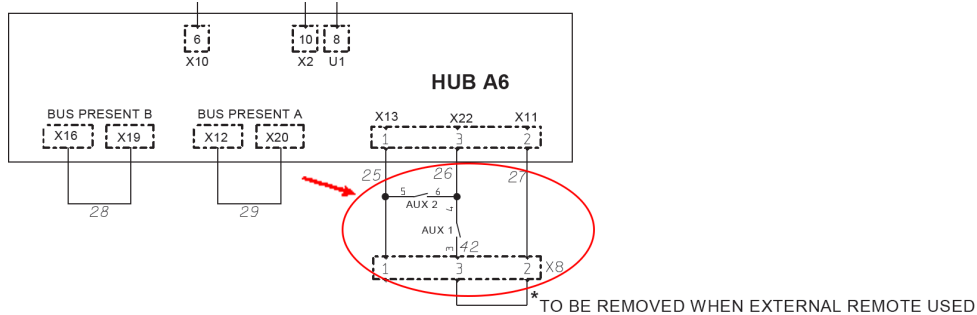 6 10 8
X10 X2 U1
HUB A6
BUS PRESENT B BUS PRESENT A X13 X22 X11
X16 X19 X12 X20 1 3 2
25 26 27
5 6
AUX 2 4
28 29
AUX 1
3 42
1 3 2 X8
*TO BE REMOVED WHEN EXTERNAL REMOTE USED